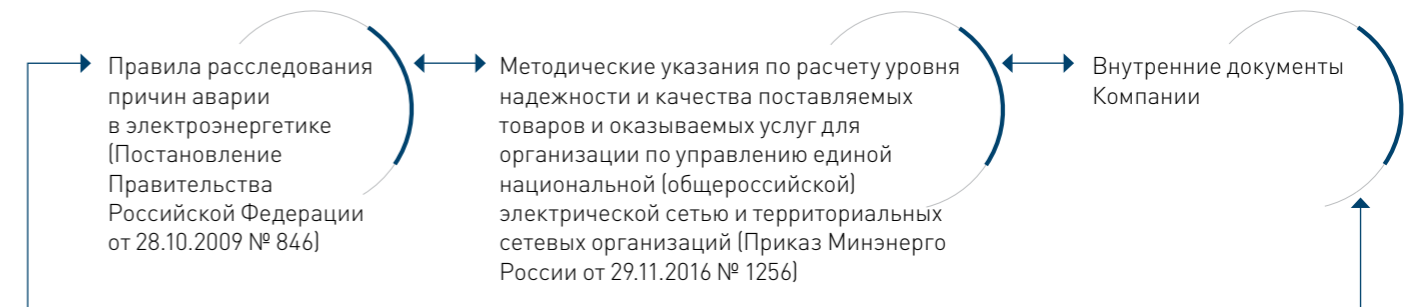 Правила расследования
причин аварии
в электроэнергетике
(Постановление
Правительства
Российской Федерации
от 28.10.2009 № 846)
Методические указания по расчету уровня
надежности и качества поставляемых
товаров и оказываемых услуг для
организации по управлению единой
национальной (общероссийской)
электрической сетью и территориальных
сетевых организаций (Приказ Минэнерго
России от 29.11.2016 № 1256)
Внутренние документы
Компании